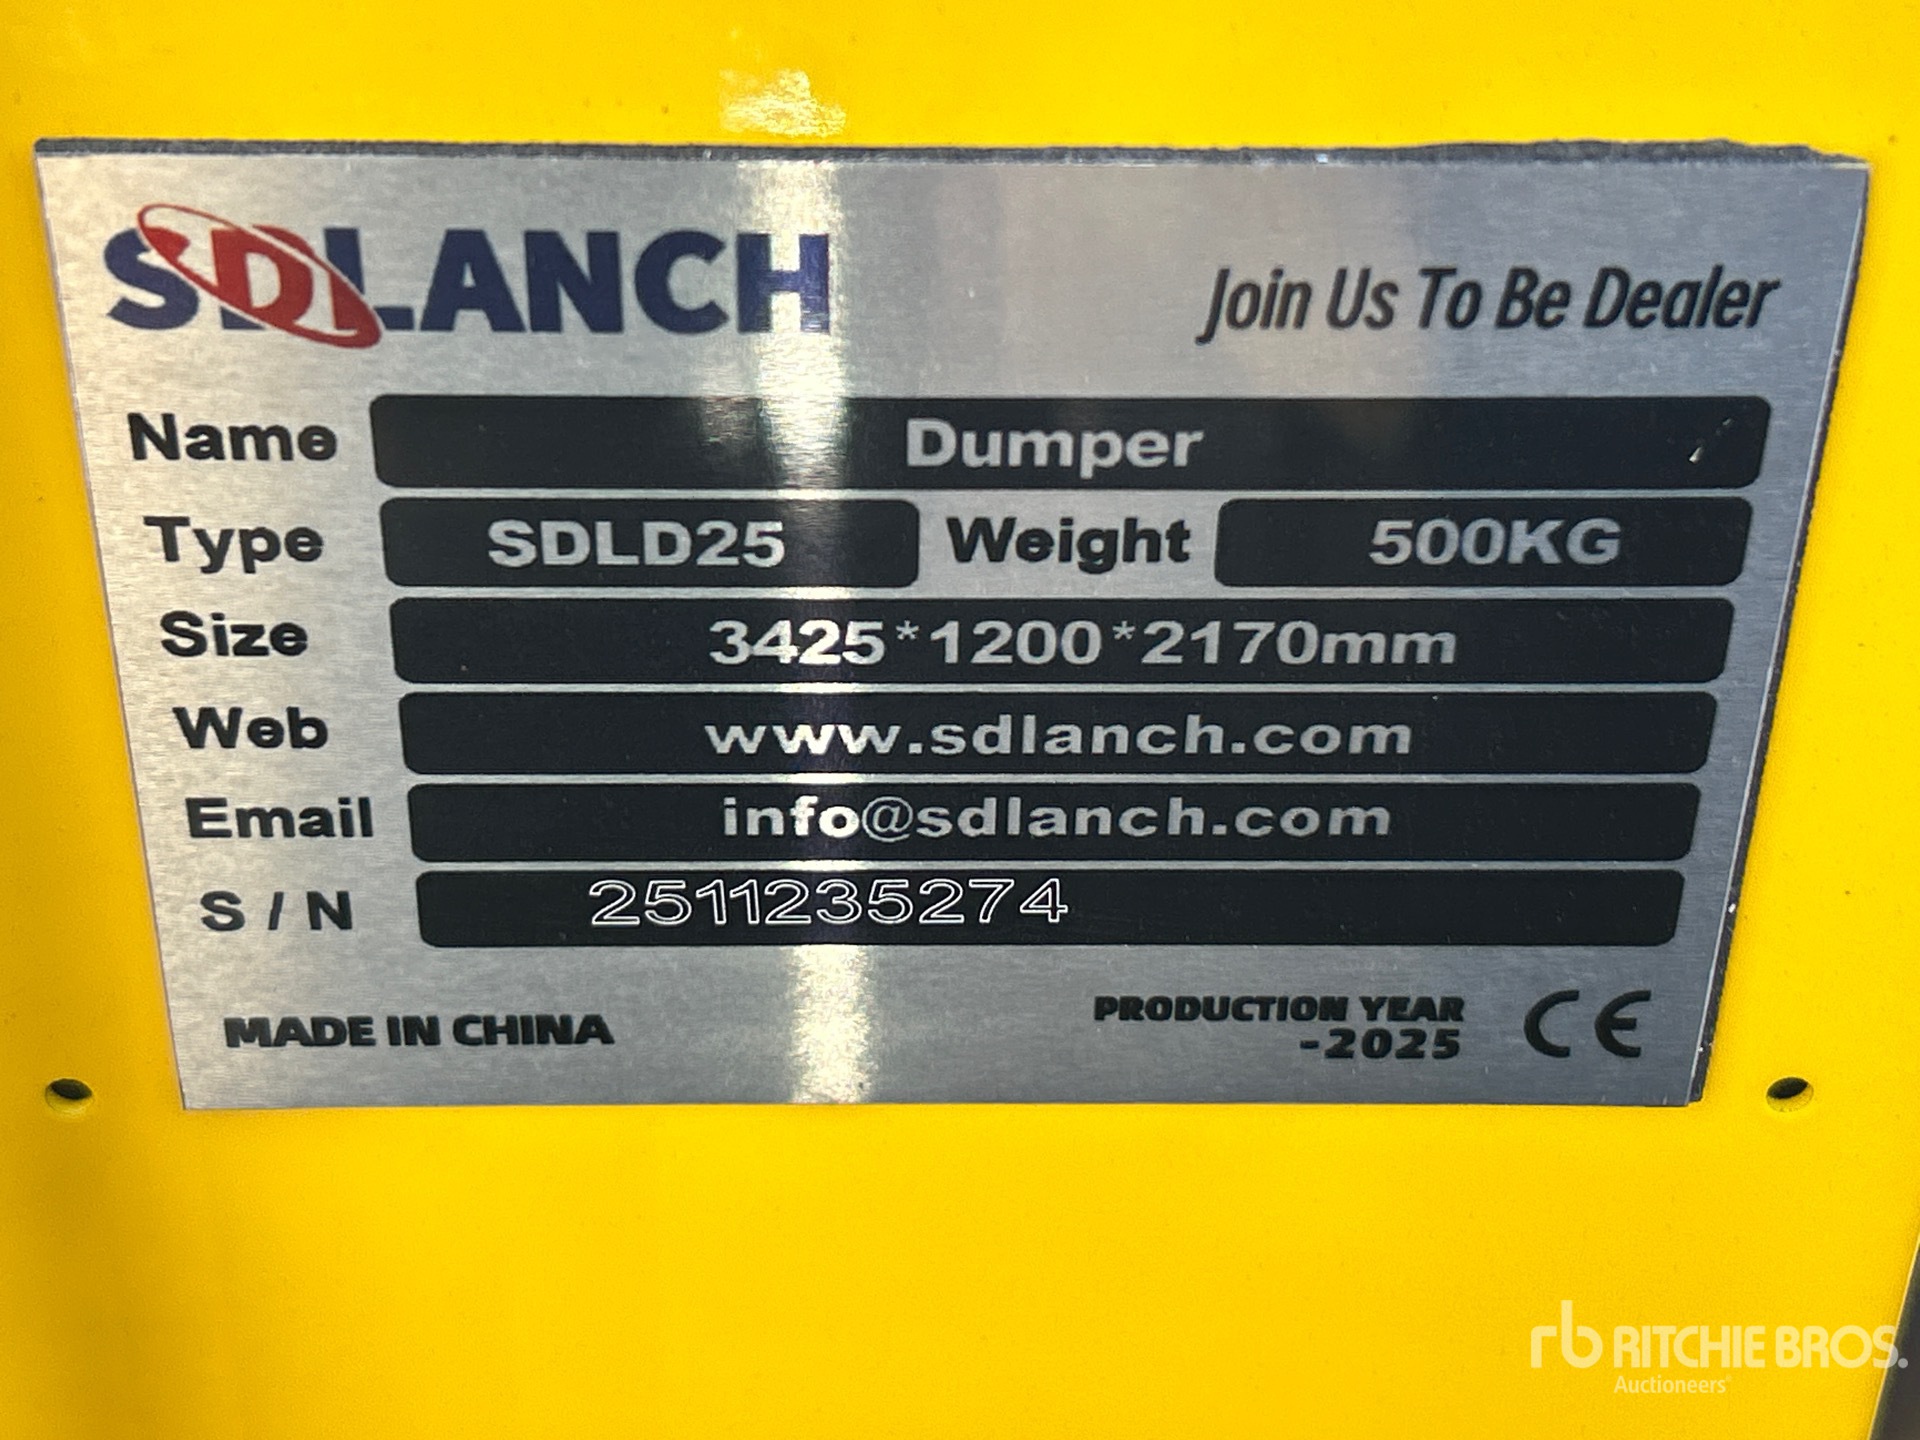 SDLANCH
Join Us To Be Dealer
Name Dumper
Type SDLD25 Weight 500KG
Size 3425*1200*2170mm
Web www.sdlanch.com
Email info@sdlanch.com
S / N 2511235274
MADE IN CHINA
PRODUCTION YEAR
-2025
CE
rb RITCHIE BROS.
Auctioneers